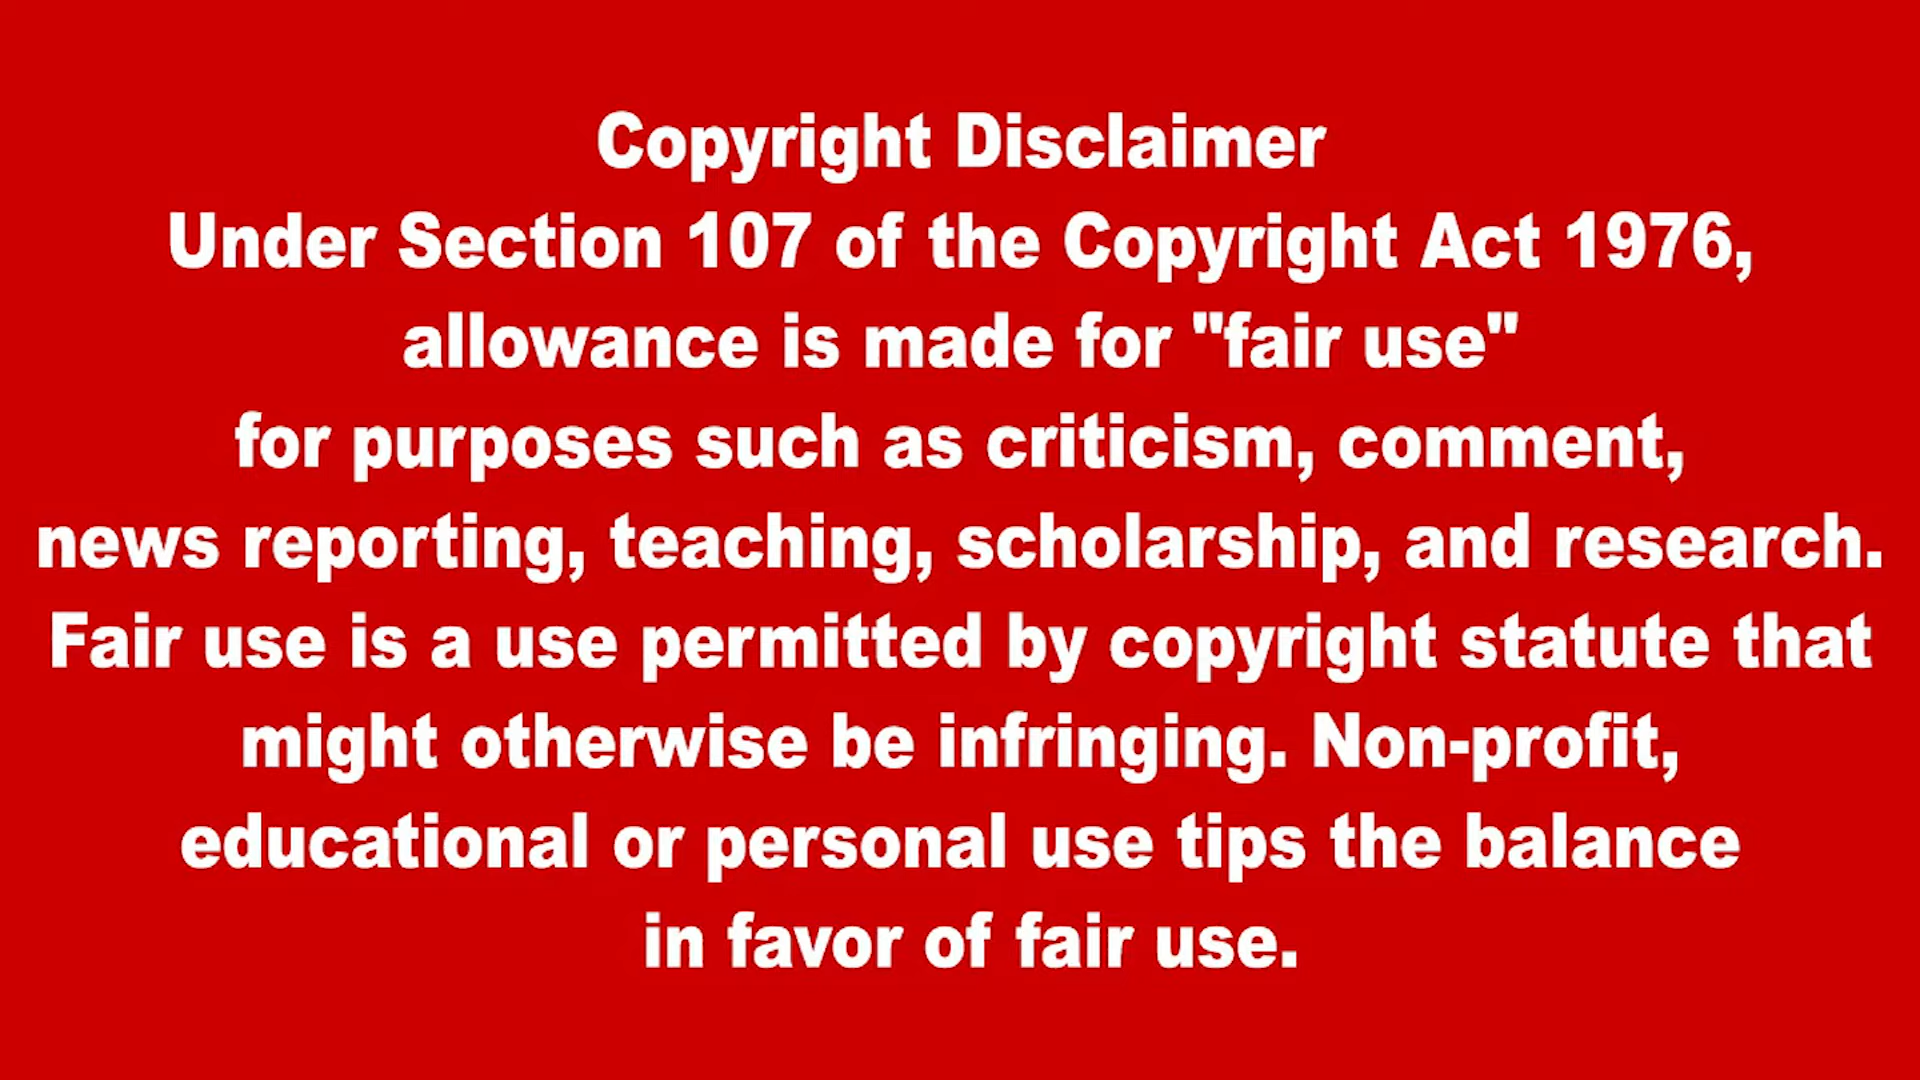 Copyright Disclaimer
Under Section 107 of the Copyright Act 1976,
allowance is made for "fair use"
for purposes such as criticism, comment,
news reporting, teaching, scholarship, and research.
Fair use is a use permitted by copyright statute that
might otherwise be infringing. Non-profit,
educational or personal use tips the balance
in favor of fair use.